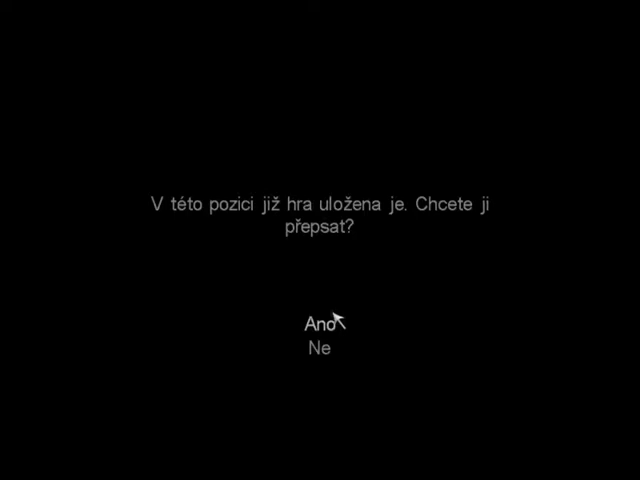 V této pozici již hra uložena je. Chcete ji
přepsat?
Ano
Ne